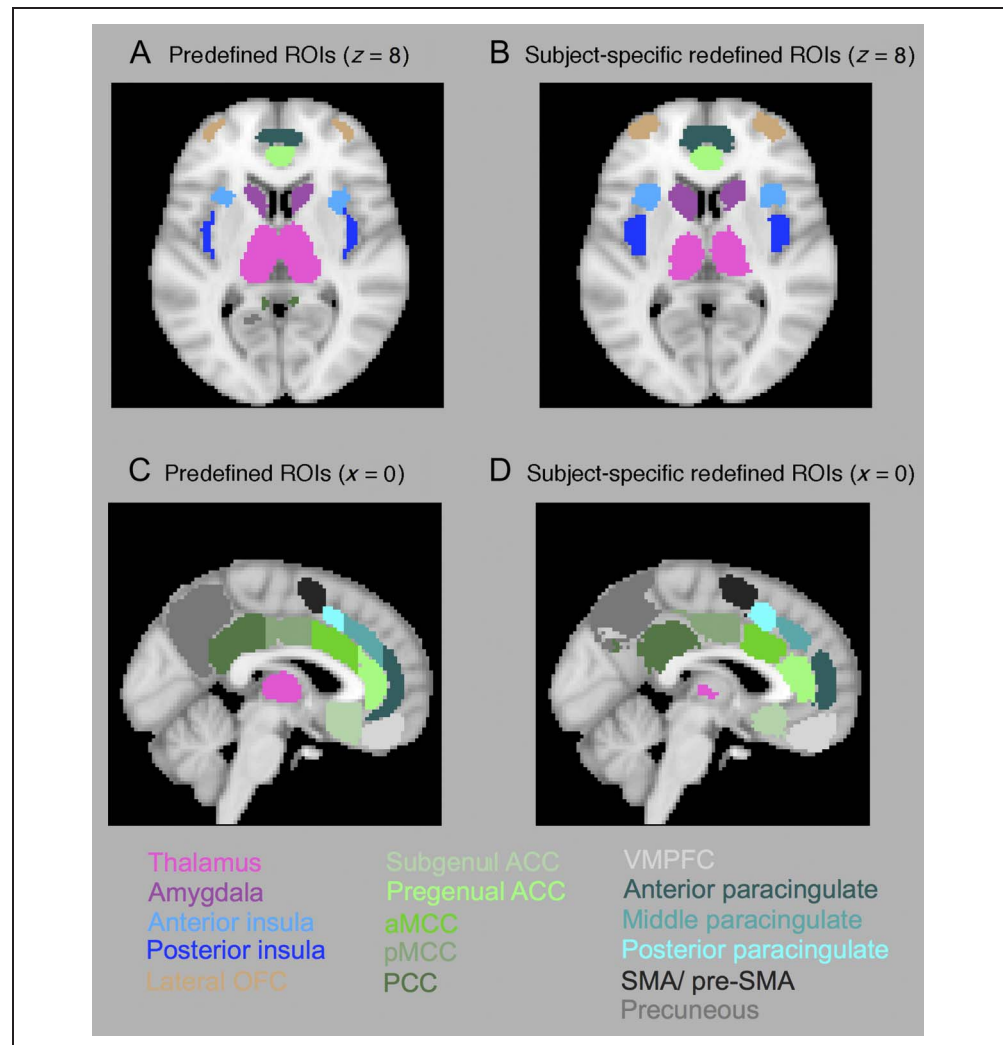 A Predefined ROIs (z = 8)
B Subject-specific redefined ROIs (z = 8)
C Predefined ROIs (x = 0)
D Subject-specific redefined ROIs (x = 0)
Thalamus
Amygdala
Anterior insula
Posterior insula
Lateral OFC
Subgenuil ACC
Pregenual ACC
aMCC
pMCC
PCC
VMPFC
Anterior paracingulate
Middle paracingulate
Posterior paracingulate
SMA/ pre-SMA
Precuneous